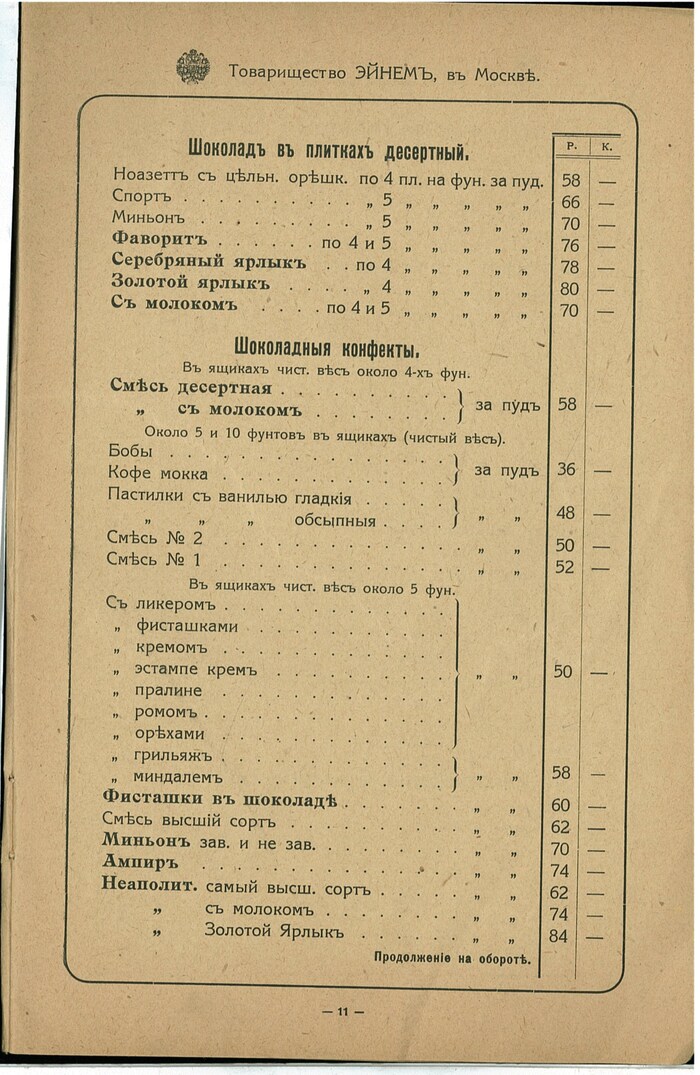 Товарищество ЭЙНЕМЪ, въ Москвѣ.
Шоколадъ въ плиткахъ десертный. Р. К.
Ноазеттъ съ цѣльн. орѣшк. по 4 пл. на фун. за пуд. 58 —
Спортъ . . . . . . . . . . „ 5 „ „ „ „ „ 66 —
Миньонъ . . . . . . . . . „ 5 „ „ „ „ „ 70 —
Фаворитъ . . . . . . по 4 и 5 „ „ „ „ „ 76 —
Серебряный ярлыкъ . . по 4 „ „ „ „ „ 78 —
Золотой ярлыкъ . . . . „ 4 „ „ „ „ „ 80 —
Съ молокомъ . . . . по 4 и 5 „ „ „ „ „ 70 —
Шоколадныя конфекты.
Въ ящикахъ чист. вѣсъ около 4-хъ фун.
Смѣсь десертная . . . . . . . . .
„ съ молокомъ . . . . . . . } за пудъ 58 —
Около 5 и 10 фунтовъ въ ящикахъ (чистый вѣсъ).
Бобы . . . . . . . . . . . . . .
Кофе мокка . . . . . . . . . . . } за пудъ 36 —
Пастилки съ ванилью гладкія . . . . .
„ „ „ обсыпныя . . . . } „ „ 48 —
Смѣсь № 2 . . . . . . . . . . . „ „ 50 —
Смѣсь № 1 . . . . . . . . . . . „ „ 52 —
Въ ящикахъ чист. вѣсъ около 5 фун.
Съ ликеромъ . . . . . . . . . . .
„ фисташками . . . . . . . . .
„ кремомъ . . . . . . . . . . .
„ эстампе кремъ . . . . . . . . } „ „ 50 —
„ пралине . . . . . . . . . . .
„ ромомъ . . . . . . . . . . . .
„ орѣхами . . . . . . . . . . .
„ грильяжъ . . . . . . . . . . .
„ миндалемъ . . . . . . . . . . } „ „ 58 —
Фисташки въ шоколадѣ . . . . . . „ „ 60 —
Смѣсь высшій сортъ . . . . . . . . „ „ 62 —
Миньонъ зав. и не зав. . . . . . . „ „ 70 —
Ампиръ . . . . . . . . . . . . „ „ 74 —
Неаполит. самый высш. сортъ . . . . „ „ 62 —
„ съ молокомъ . . . . . . . „ „ 74 —
„ Золотой Ярлыкъ . . . . . „ „ 84 —
Продолженіе на оборотѣ.
— 11 —